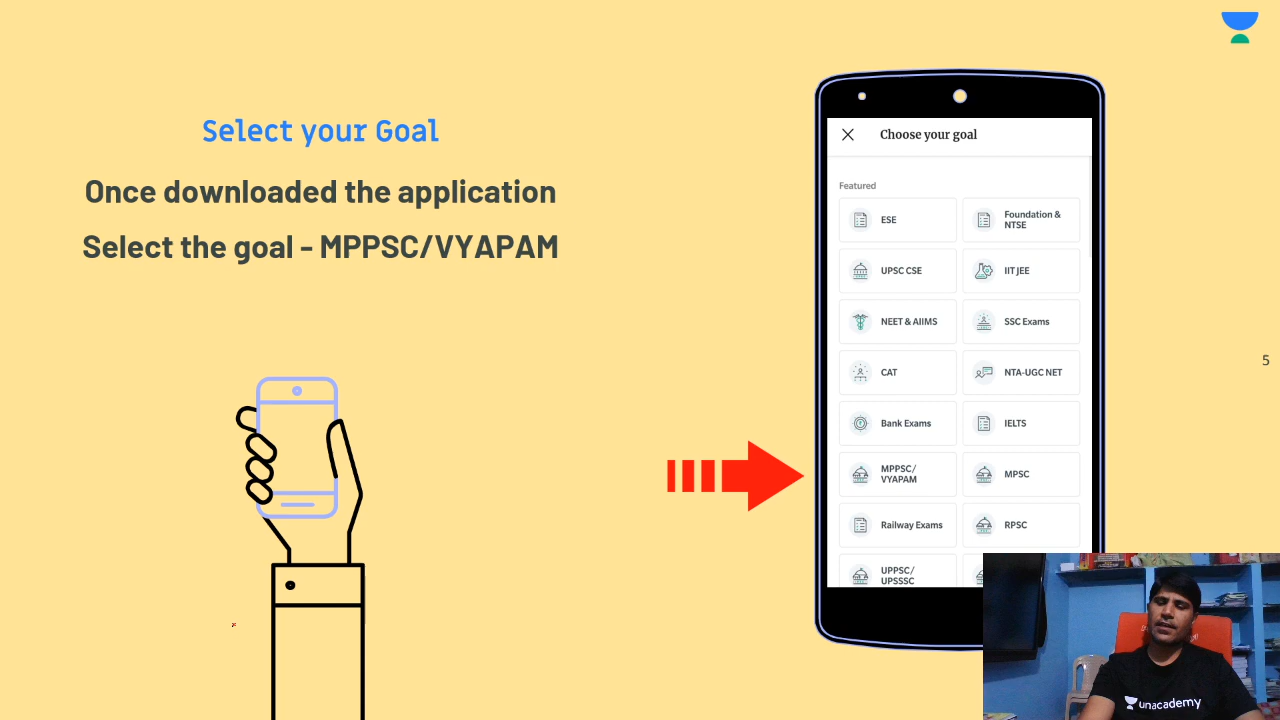 Select your Goal
Once downloaded the application
Select the goal - MPPSC/VYAPAM
Choose your goal
Featured
ESE
Foundation &
NTSE
UPSC CSE
IIT JEE
NEET & AIIMS
SSC Exams
CAT
NTA-UGC NET
Bank Exams
IELTS
MPPSC/
VYAPAM
MPSC
Railway Exams
RPSC
UPPSC/
UPSSSC
5
unacademy